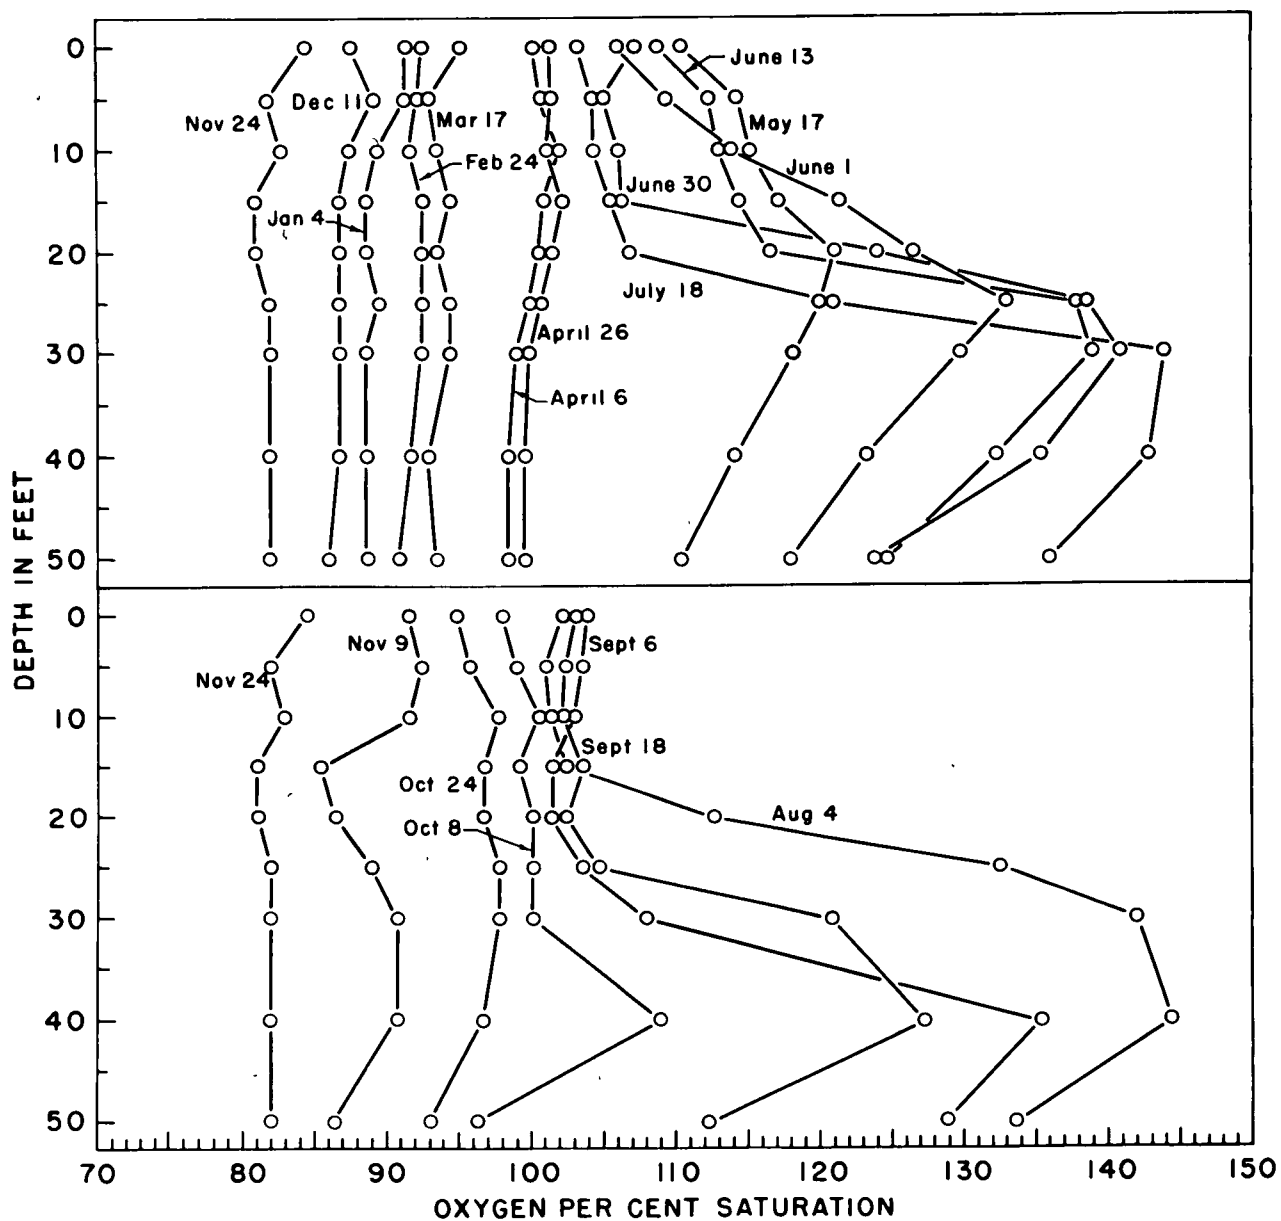 0
June 13
Dec 11
Nov 24
Mar 17
May 17
10
Feb 24
June 1
June 30
Jan 4
20
July 18
April 26
30
April 6
40
50
DEPTH IN FEET
0
Nov 9
Sept 6
Nov 24
10
Sept 18
Oct 24
20
Aug 4
Oct 8
30
40
50
70 80 90 100 110 120 130 140 150
OXYGEN PER CENT SATURATION